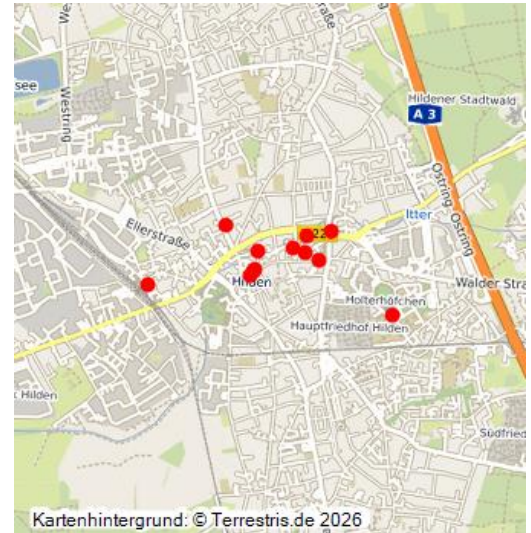 see
Westring
Hildener Stadtwald
A 3
Ostring
Ostring
Itter
Ellerstraße
Walder Stra
Hilden
Holterhöfchen
Hauptfriedhof Hilden
k Hilden
Südfried
Kartenhintergrund: © Terrestris.de 2026